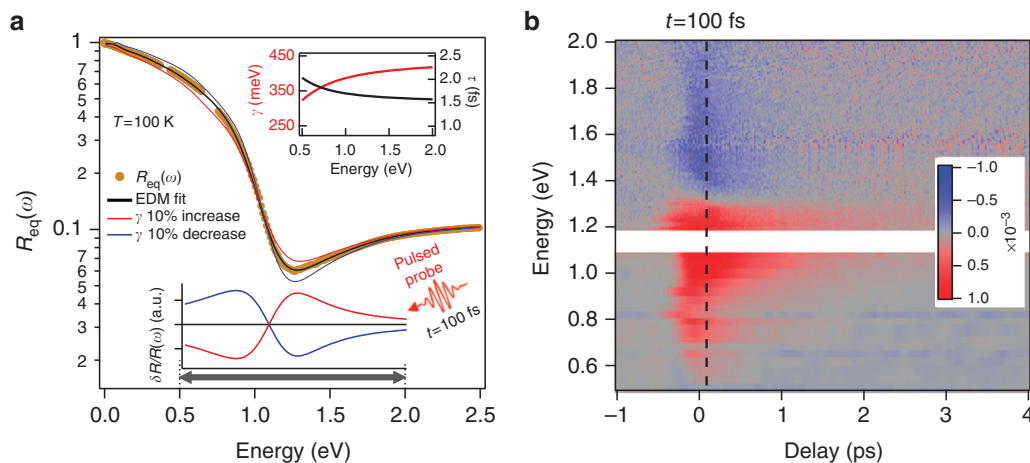 a
R_eq(ω)
1
7
6
5
4
3
2
0.1
7
6
5
4
3
2
T=100 K
R_eq(ω)
EDM fit
γ 10% increase
γ 10% decrease
γ (meV)
450
350
250
2.5
2.0
1.5
1.0
τ (fs)
0.5
1.0
1.5
2.0
Energy (eV)
Pulsed
probe
t=100 fs
δR/R(ω) (a.u.)
0.0
0.5
1.0
1.5
2.0
2.5
Energy (eV)
b
t=100 fs
Energy (eV)
2.0
1.8
1.6
1.4
1.2
1.0
0.8
0.6
−1.0
−0.5
0.0
0.5
1.0
×10⁻³
−1
0
1
2
3
4
Delay (ps)